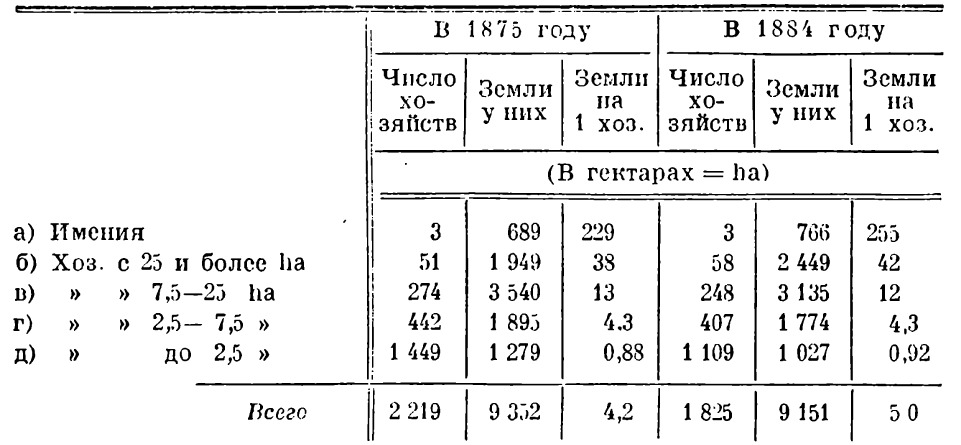 В 1875 году В 1884 году
Число хо-зяйств Земли у них Земли на 1 хоз. Число хо-зяйств Земли у них Земли на 1 хоз.
(В гектарах = ha)
а) Имения 3 689 229 3 766 255
б) Хоз. с 25 и более ha 51 1 949 38 58 2 449 42
в) » » 7,5—25 ha 274 3 540 13 248 3 135 12
г) » » 2,5— 7,5 » 442 1 895 4.3 407 1 774 4,3
д) » до 2,5 » 1 449 1 279 0,88 1 109 1 027 0,92
Всего 2 219 9 352 4,2 1 825 9 151 5 0